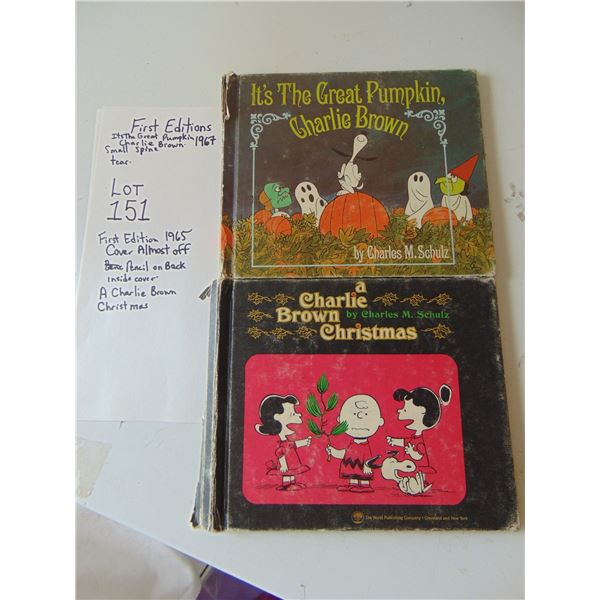 First Editions
Its The Great Pumpkin
Charlie Brown 1967
Small Spine
tear.
LOT
151
First Edition 1965
Cover Almost off
Pencil on Back
inside cover
A Charlie Brown
Christmas
It's The Great Pumpkin,
Charlie Brown
by Charles M. Schulz
a
Charlie
Brown by Charles M. Schulz
Christmas
The World Publishing Company • Cleveland and New York